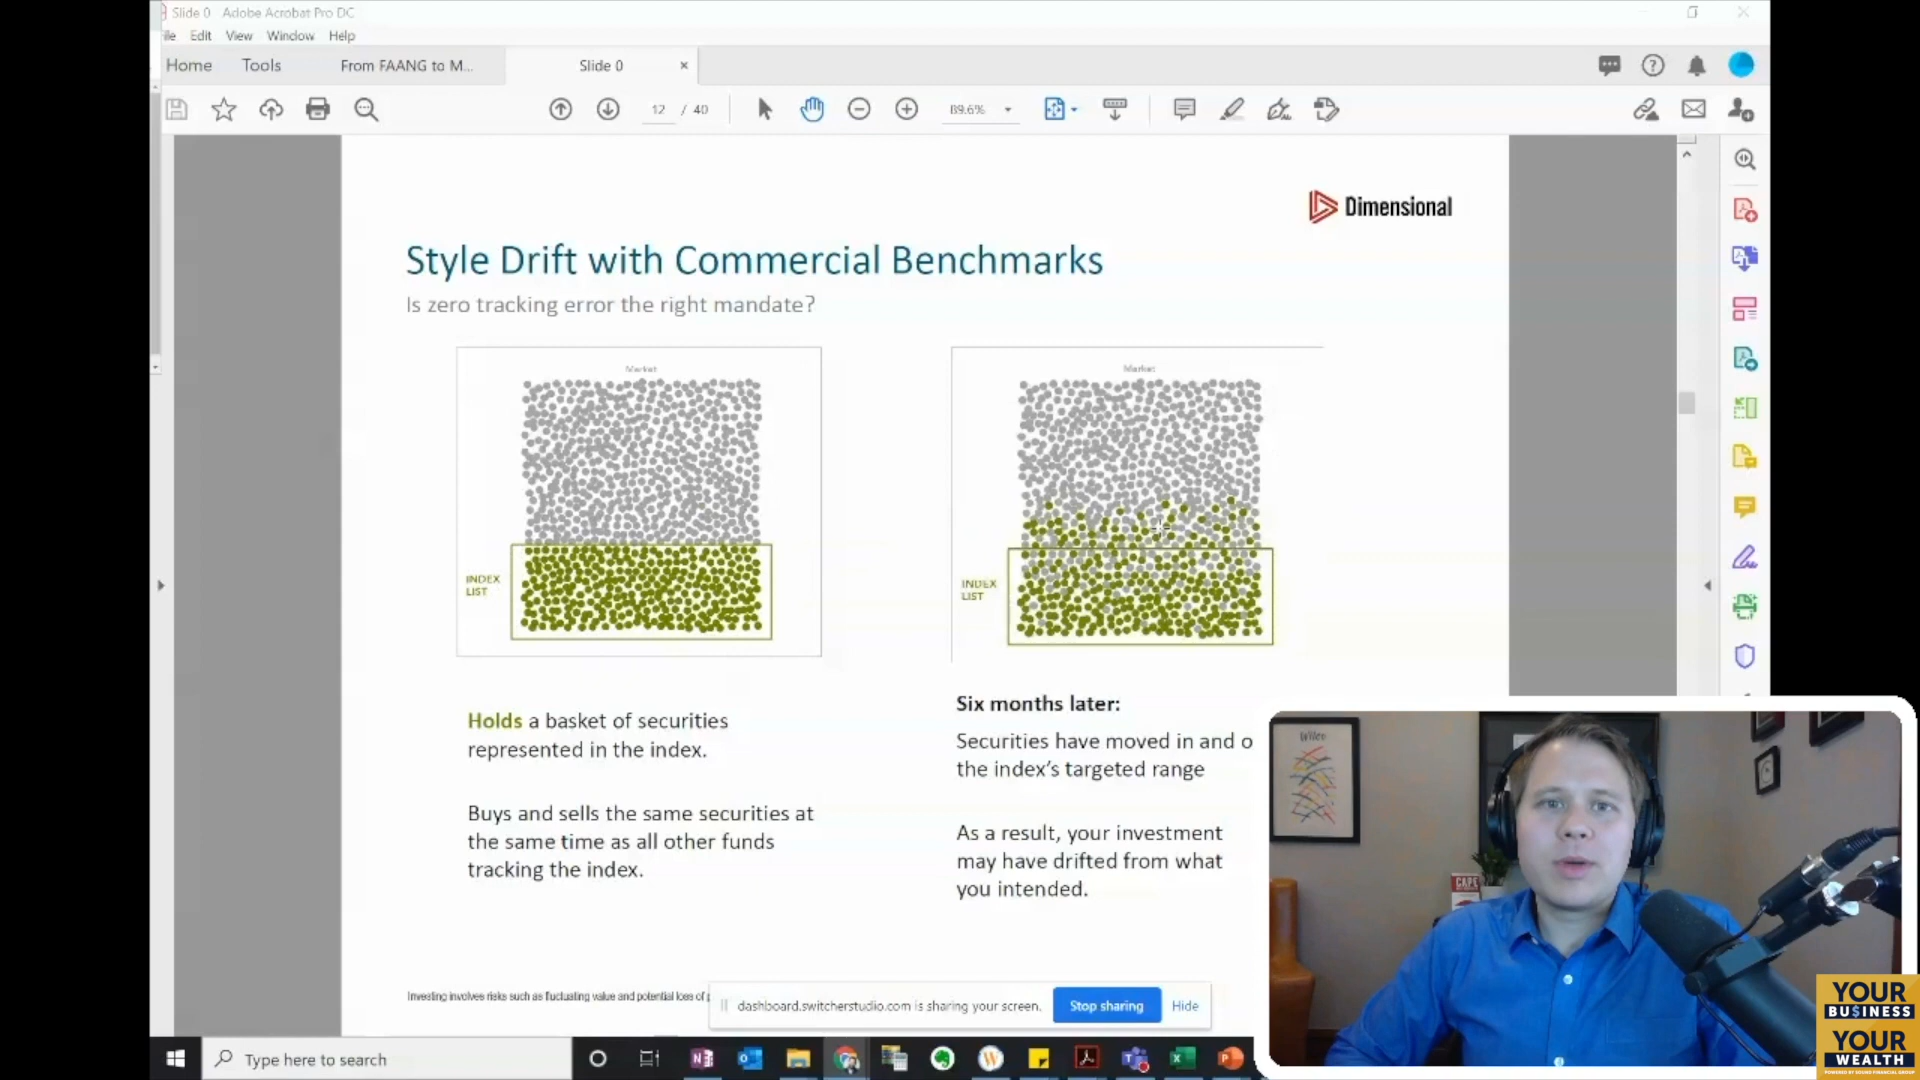 Slide 0 Adobe Acrobat Pro DC
Edit View Window Help
Home Tools From FAANG to M... Slide 0
12 / 40 89.6%
Dimensional
Style Drift with Commercial Benchmarks
Is zero tracking error the right mandate?
Market
INDEX
LIST
Market
INDEX
LIST
Holds a basket of securities
represented in the index.
Buys and sells the same securities at
the same time as all other funds
tracking the index.
Six months later:
Securities have moved in and o
the index's targeted range
As a result, your investment
may have drifted from what
you intended.
Investing involves risks such as fluctuating value and potential loss of p
dashboard.switcherstudio.com is sharing your screen. Stop sharing Hide
Type here to search
YOUR
BU$INESS
YOUR
WEALTH